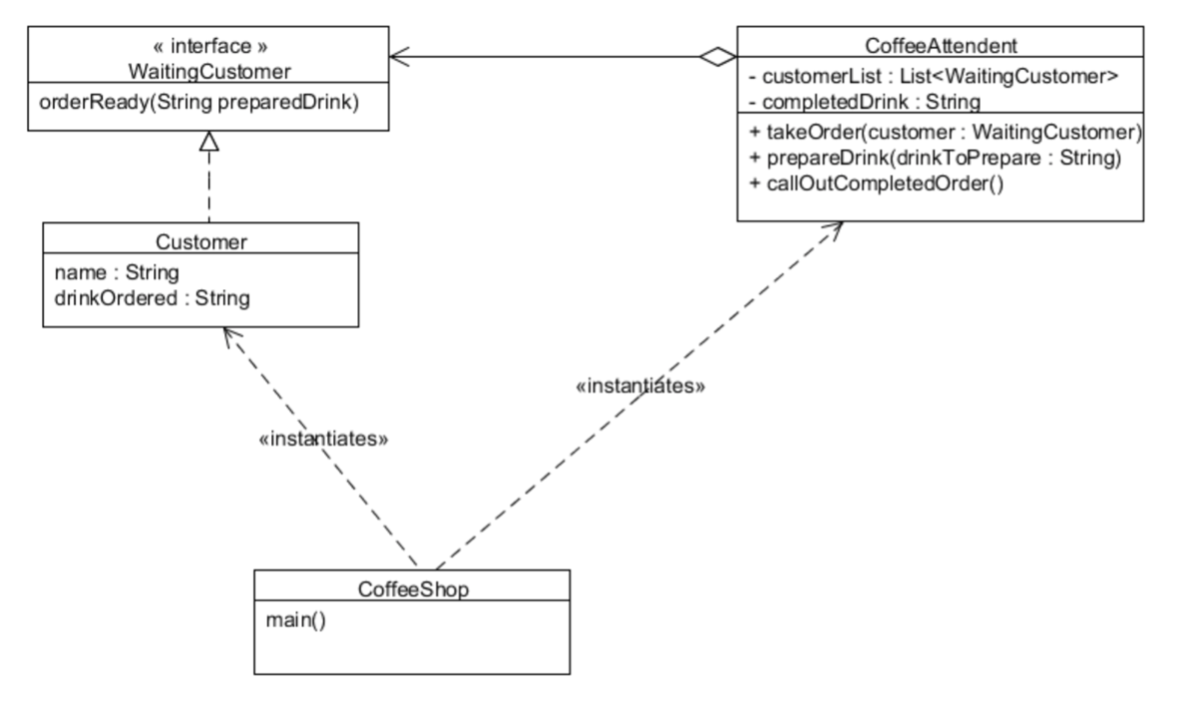 « interface »
WaitingCustomer
orderReady(String preparedDrink)
CoffeeAttendent
- customerList : List<WaitingCustomer>
- completedDrink : String
+ takeOrder(customer : WaitingCustomer)
+ prepareDrink(drinkToPrepare : String)
+ callOutCompletedOrder()
Customer
name : String
drinkOrdered : String
«instantiates»
«instantiates»
CoffeeShop
main()